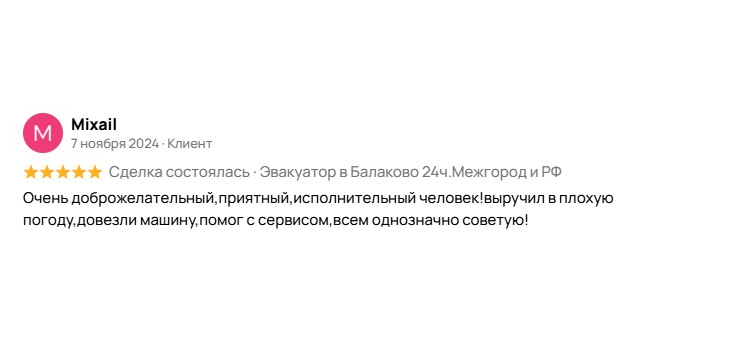 M
Mixail
7 ноября 2024 · Клиент
Сделка состоялась · Эвакуатор в Балаково 24ч.Межгород и РФ
Очень доброжелательный,приятный,исполнительный человек!выручил в плохую
погоду,довезли машину,помог с сервисом,всем однозначно советую!